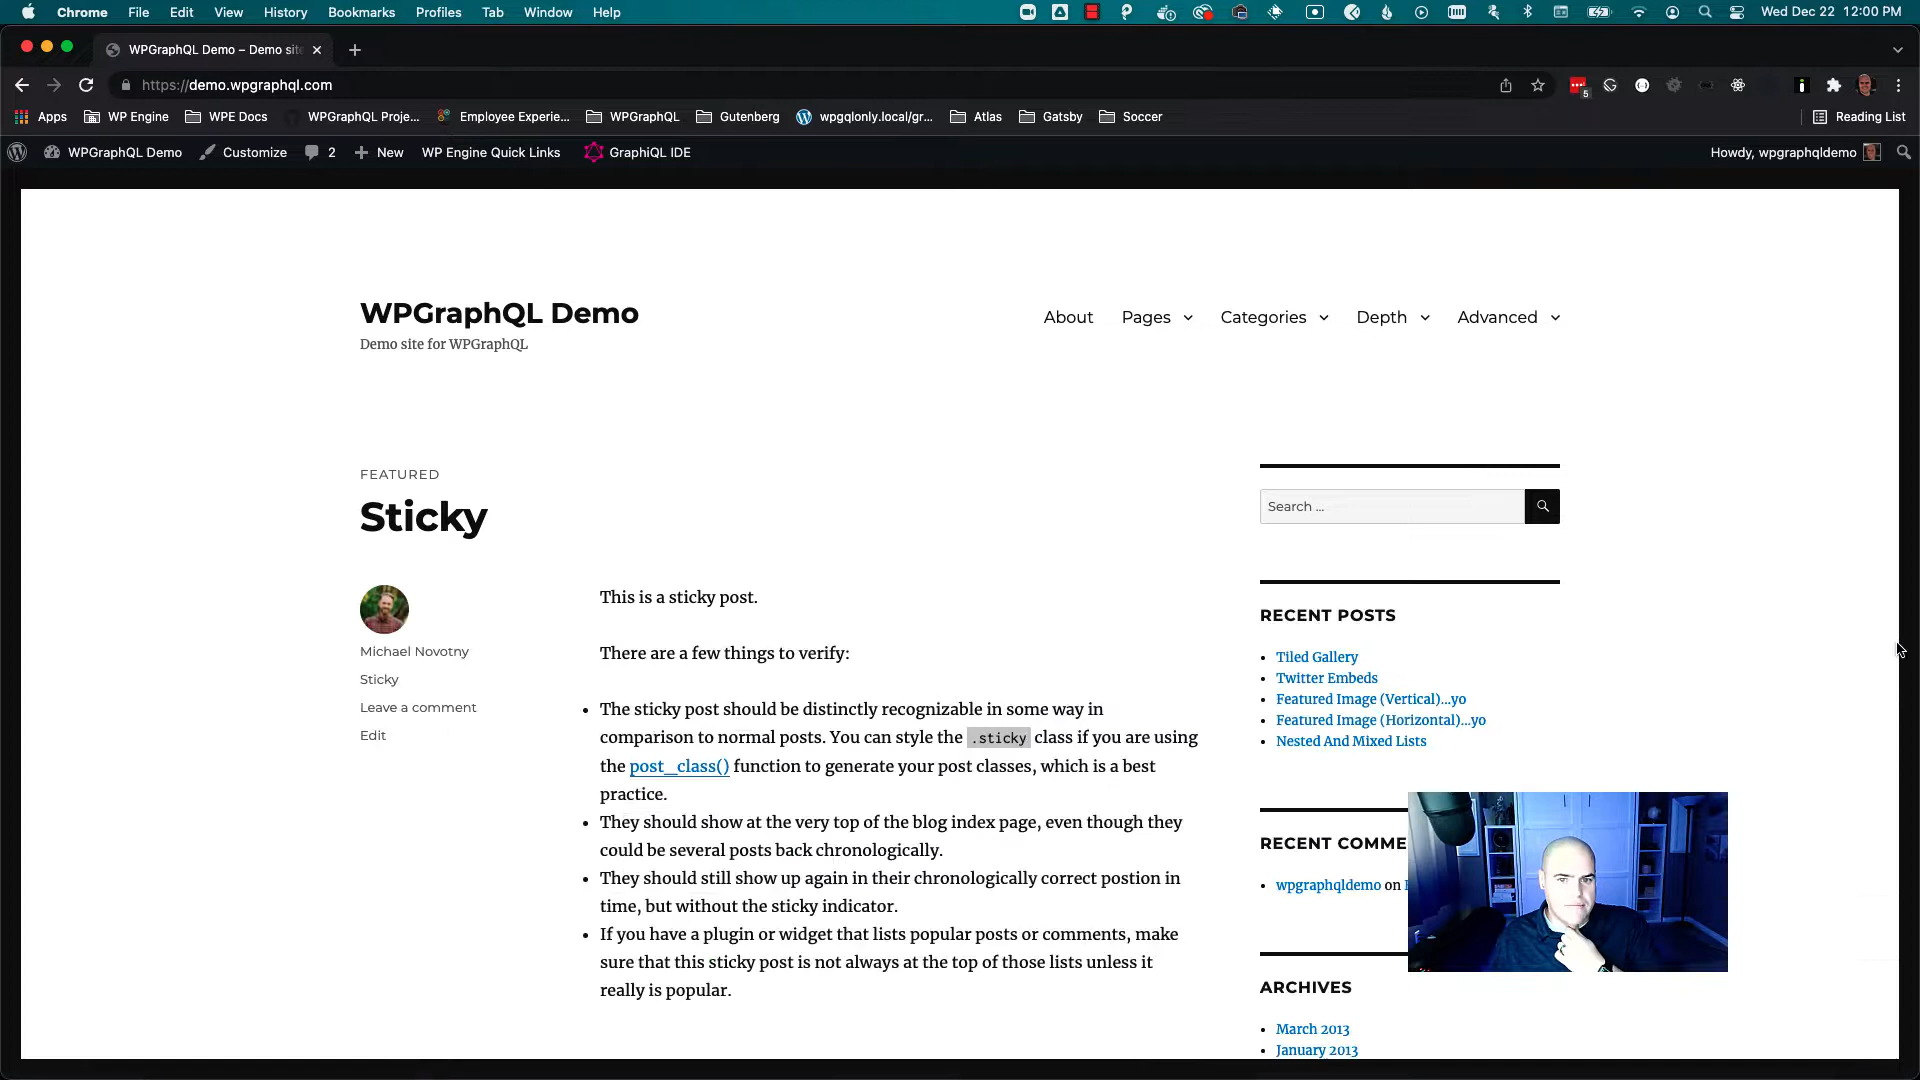 Chrome File Edit View History Bookmarks Profiles Tab Window Help Wed Dec 22 12:00 PM
WPGraphQL Demo – Demo site
https://demo.wpgraphql.com
5
Apps WP Engine WPE Docs WPGraphQL Proje... Employee Experie... WPGraphQL Gutenberg wpgqlonly.local/gr... Atlas Gatsby Soccer Reading List
WPGraphQL Demo Customize 2 New WP Engine Quick Links GraphiQL IDE Howdy, wpgraphqldemo
WPGraphQL Demo
Demo site for WPGraphQL
About Pages Categories Depth Advanced
FEATURED
Sticky
Michael Novotny
Sticky
Leave a comment
Edit
This is a sticky post.
There are a few things to verify:
• The sticky post should be distinctly recognizable in some way in
comparison to normal posts. You can style the .sticky class if you are using
the post_class() function to generate your post classes, which is a best
practice.
• They should show at the very top of the blog index page, even though they
could be several posts back chronologically.
• They should still show up again in their chronologically correct postion in
time, but without the sticky indicator.
• If you have a plugin or widget that lists popular posts or comments, make
sure that this sticky post is not always at the top of those lists unless it
really is popular.
Search ...
RECENT POSTS
• Tiled Gallery
• Twitter Embeds
• Featured Image (Vertical)...yo
• Featured Image (Horizontal)...yo
• Nested And Mixed Lists
RECENT COMME
• wpgraphqldemo on
ARCHIVES
• March 2013
• January 2013